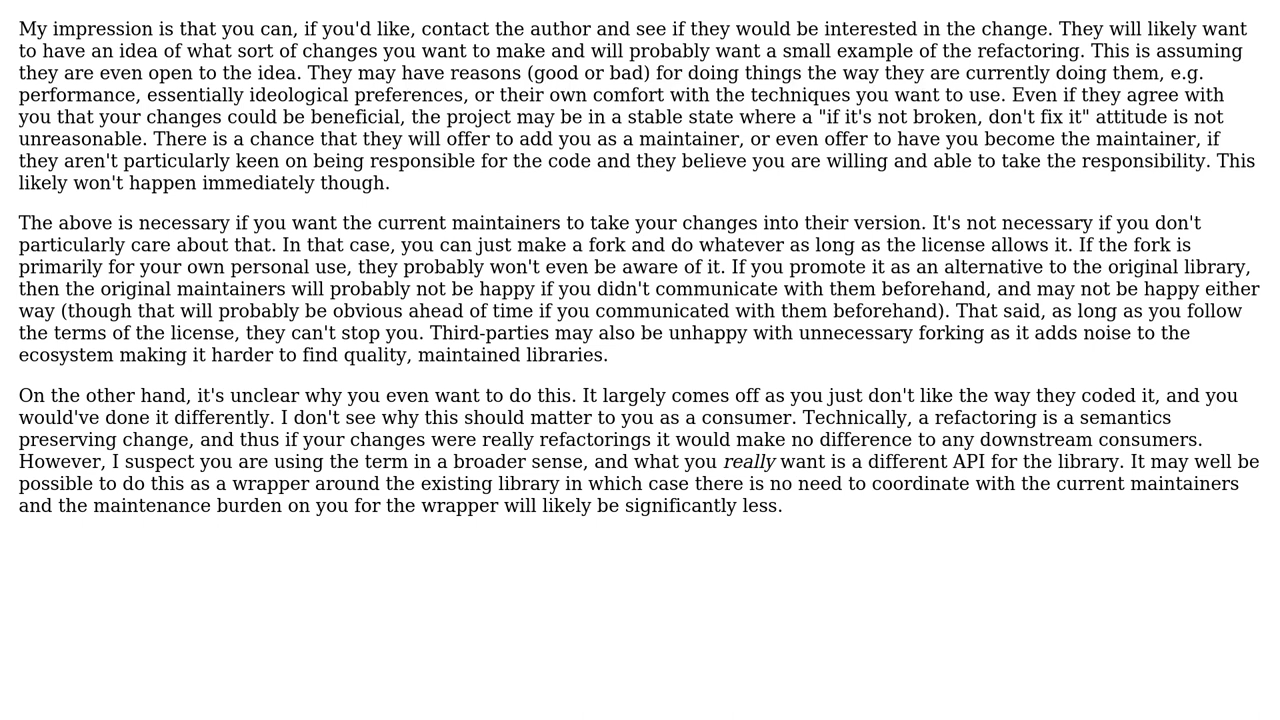 My impression is that you can, if you'd like, contact the author and see if they would be interested in the change. They will likely want
to have an idea of what sort of changes you want to make and will probably want a small example of the refactoring. This is assuming
they are even open to the idea. They may have reasons (good or bad) for doing things the way they are currently doing them, e.g.
performance, essentially ideological preferences, or their own comfort with the techniques you want to use. Even if they agree with
you that your changes could be beneficial, the project may be in a stable state where a "if it's not broken, don't fix it" attitude is not
unreasonable. There is a chance that they will offer to add you as a maintainer, or even offer to have you become the maintainer, if
they aren't particularly keen on being responsible for the code and they believe you are willing and able to take the responsibility. This
likely won't happen immediately though.
The above is necessary if you want the current maintainers to take your changes into their version. It's not necessary if you don't
particularly care about that. In that case, you can just make a fork and do whatever as long as the license allows it. If the fork is
primarily for your own personal use, they probably won't even be aware of it. If you promote it as an alternative to the original library,
then the original maintainers will probably not be happy if you didn't communicate with them beforehand, and may not be happy either
way (though that will probably be obvious ahead of time if you communicated with them beforehand). That said, as long as you follow
the terms of the license, they can't stop you. Third-parties may also be unhappy with unnecessary forking as it adds noise to the
ecosystem making it harder to find quality, maintained libraries.
On the other hand, it's unclear why you even want to do this. It largely comes off as you just don't like the way they coded it, and you
would've done it differently. I don't see why this should matter to you as a consumer. Technically, a refactoring is a semantics
preserving change, and thus if your changes were really refactorings it would make no difference to any downstream consumers.
However, I suspect you are using the term in a broader sense, and what you really want is a different API for the library. It may well be
possible to do this as a wrapper around the existing library in which case there is no need to coordinate with the current maintainers
and the maintenance burden on you for the wrapper will likely be significantly less.